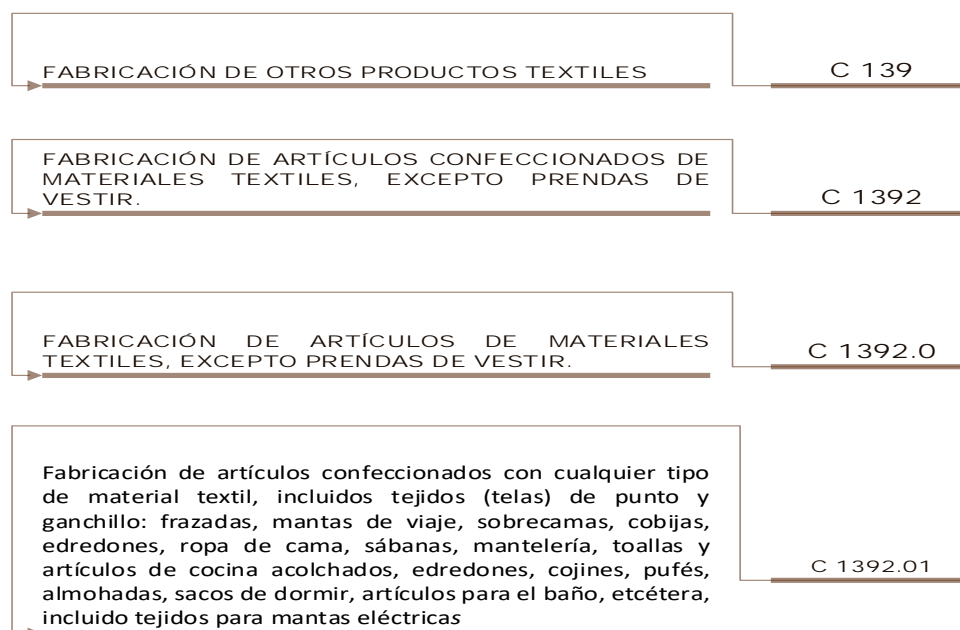 FABRICACIÓN DE OTROS PRODUCTOS TEXTILES
C 139
FABRICACIÓN DE ARTÍCULOS CONFECCIONADOS DE
MATERIALES TEXTILES, EXCEPTO PRENDAS DE
VESTIR.
C 1392
FABRICACIÓN DE ARTÍCULOS DE MATERIALES
TEXTILES, EXCEPTO PRENDAS DE VESTIR.
C 1392.0
Fabricación de artículos confeccionados con cualquier tipo
de material textil, incluidos tejidos (telas) de punto y
ganchillo: frazadas, mantas de viaje, sobrecamas, cobijas,
edredones, ropa de cama, sábanas, mantelería, toallas y
artículos de cocina acolchados, edredones, cojines, pufés,
almohadas, sacos de dormir, artículos para el baño, etcétera,
incluido tejidos para mantas eléctricas
C 1392.01